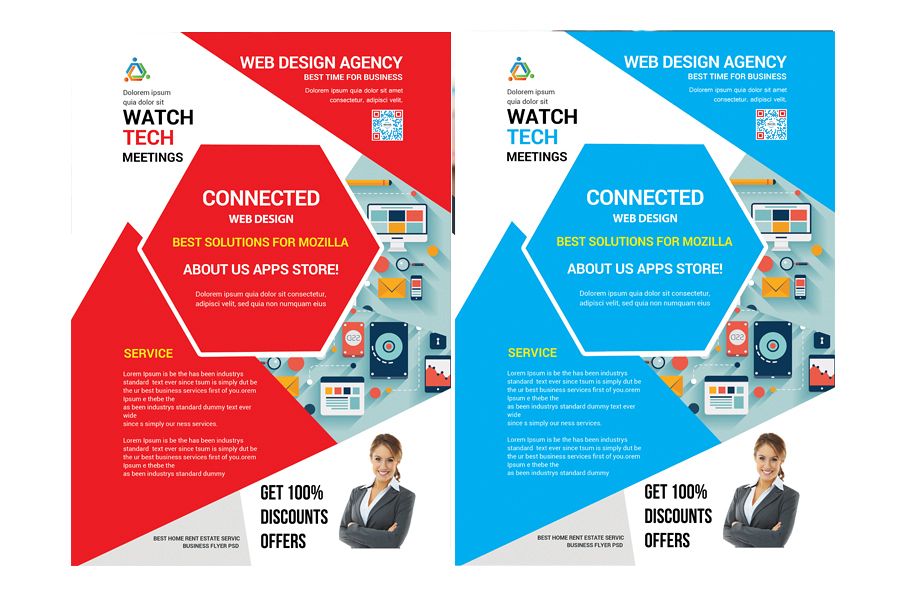 Dolorem ipsum
quia dolor sit
WATCH
TECH
MEETINGS
WEB DESIGN AGENCY
BEST TIME FOR BUSINESS
Dolorem ipsum quia dolor sit amet
consectetur, adipisci velit,
CONNECTED
WEB DESIGN
BEST SOLUTIONS FOR MOZILLA
ABOUT US APPS STORE!
Dolorem ipsum quia dolor sit consectetur,
adipisci velit, sed quia non numquam eius
055
SERVICE
Lorem Ipsum is be has been industrys
standard text ever since tsum is simply dut be
the ur best business services first of you.orem
Ipsum e thebe the
as been industrys standard dummy text ever
wide
since s simply our ness services.
Lorem Ipsum is be has been industrys
standard text ever since tsum is simply dut be
the ur best business services first of you.orem
Ipsum e thebe the
as been industrys standard dummy
GET 100%
DISCOUNTS
OFFERS
BEST HOME RENT ESTATE SERVIC
BUSINESS FLYER PSD
Dolorem ipsum
quia dolor sit
WATCH
TECH
MEETINGS
WEB DESIGN AGENCY
BEST TIME FOR BUSINESS
Dolorem ipsum quia dolor sit amet
consectetur, adipisci velit,
CONNECTED
WEB DESIGN
BEST SOLUTIONS FOR MOZILLA
ABOUT US APPS STORE!
Dolorem ipsum quia dolor sit consectetur,
adipisci velit, sed quia non numquam eius
055
SERVICE
Lorem Ipsum is be has been industrys
standard text ever since tsum is simply dut be
the ur best business services first of you.orem
Ipsum e thebe the
as been industrys standard dummy text ever
wide
since s simply our ness services.
Lorem Ipsum is be has been industrys
standard text ever since tsum is simply dut be
the ur best business services first of you.orem
Ipsum e thebe the
as been industrys standard dummy
GET 100%
DISCOUNTS
OFFERS
BEST HOME RENT ESTATE SERVIC
BUSINESS FLYER PSD